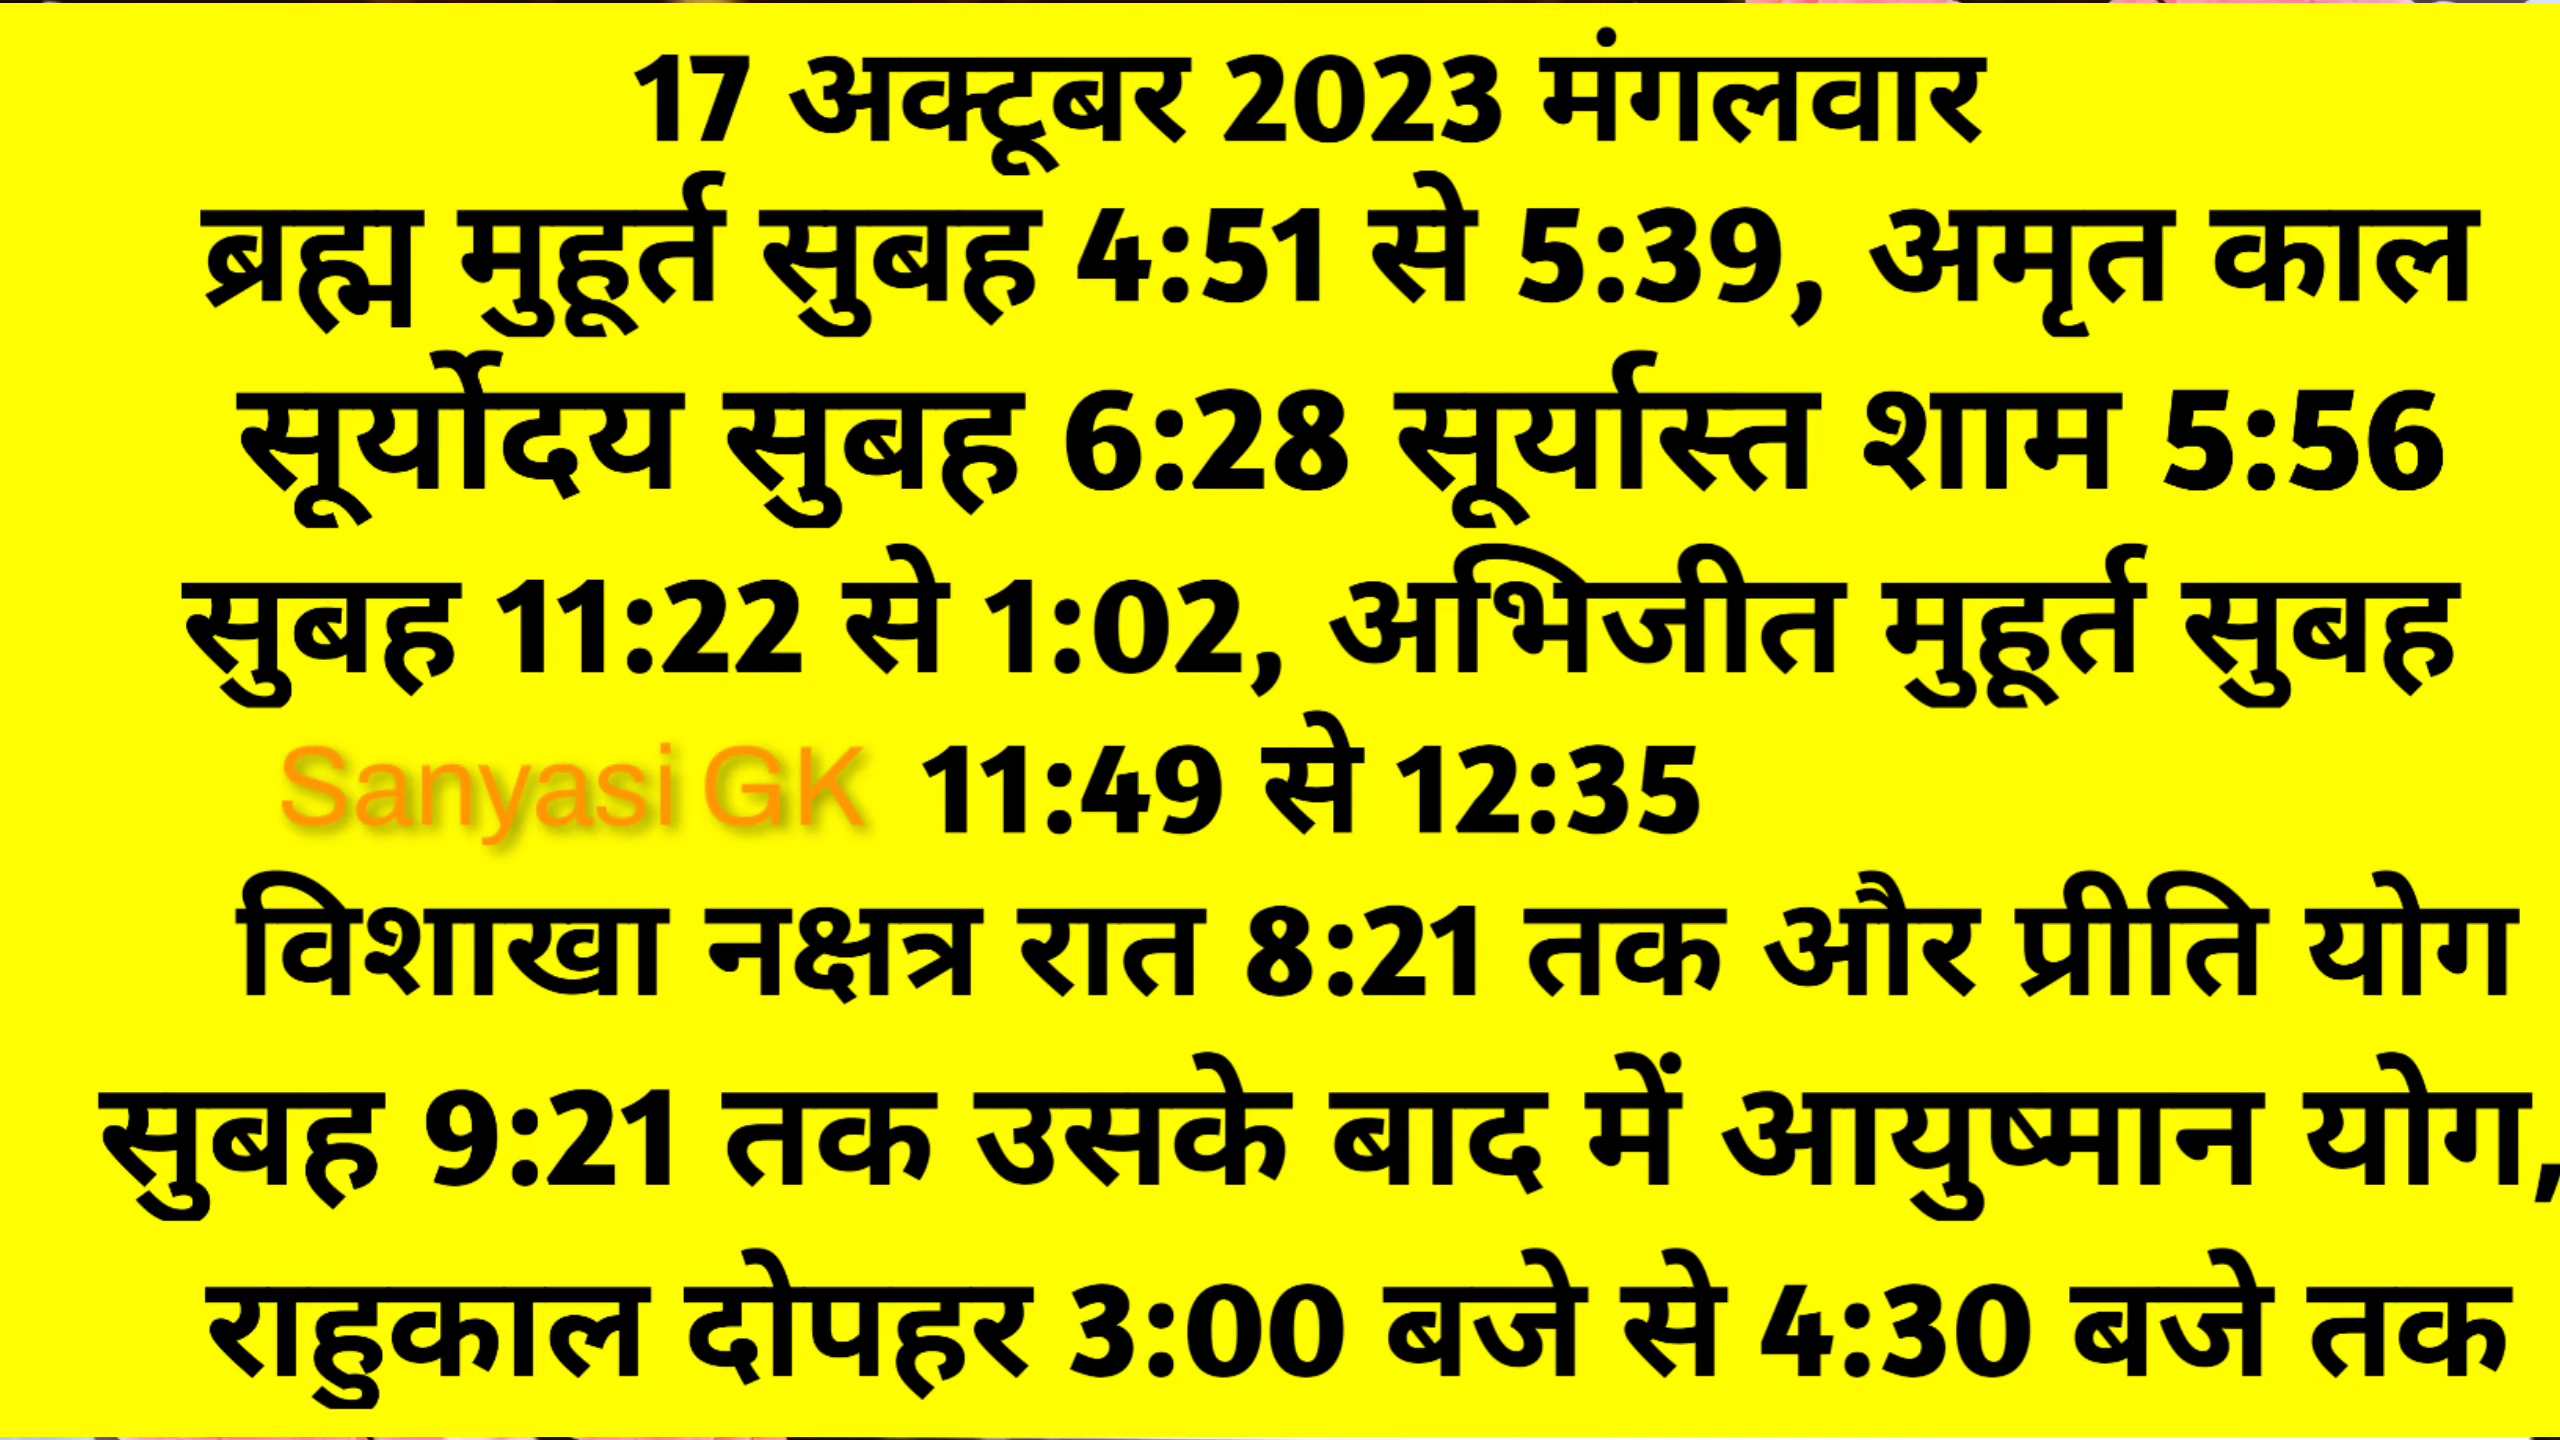 17 अक्टूबर 2023 मंगलवार
ब्रह्म मुहूर्त सुबह 4:51 से 5:39, अमृत काल
सूर्योदय सुबह 6:28 सूर्यास्त शाम 5:56
सुबह 11:22 से 1:02, अभिजीत मुहूर्त सुबह
Sanyasi GK 11:49 से 12:35
विशाखा नक्षत्र रात 8:21 तक और प्रीति योग
सुबह 9:21 तक उसके बाद में आयुष्मान योग,
राहुकाल दोपहर 3:00 बजे से 4:30 बजे तक